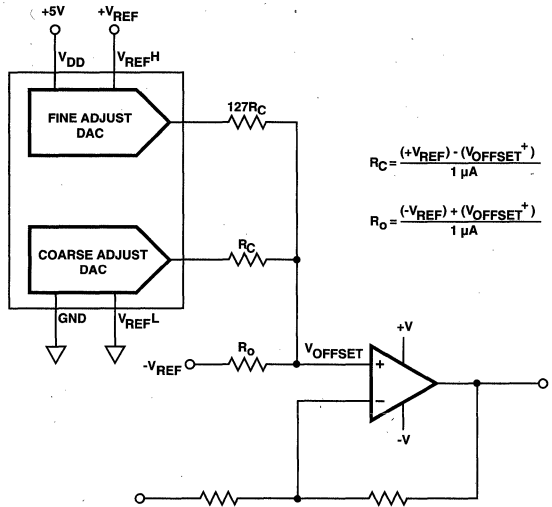 +5V
+VREF
VDD
VREFH
FINE ADJUST
DAC
127RC
RC = (+VREF) - (VOFFSET+) / 1 µA
Ro = (-VREF) + (VOFFSET+) / 1 µA
COARSE ADJUST
DAC
RC
GND
VREFL
-VREF
Ro
VOFFSET
+V
+
−
-V